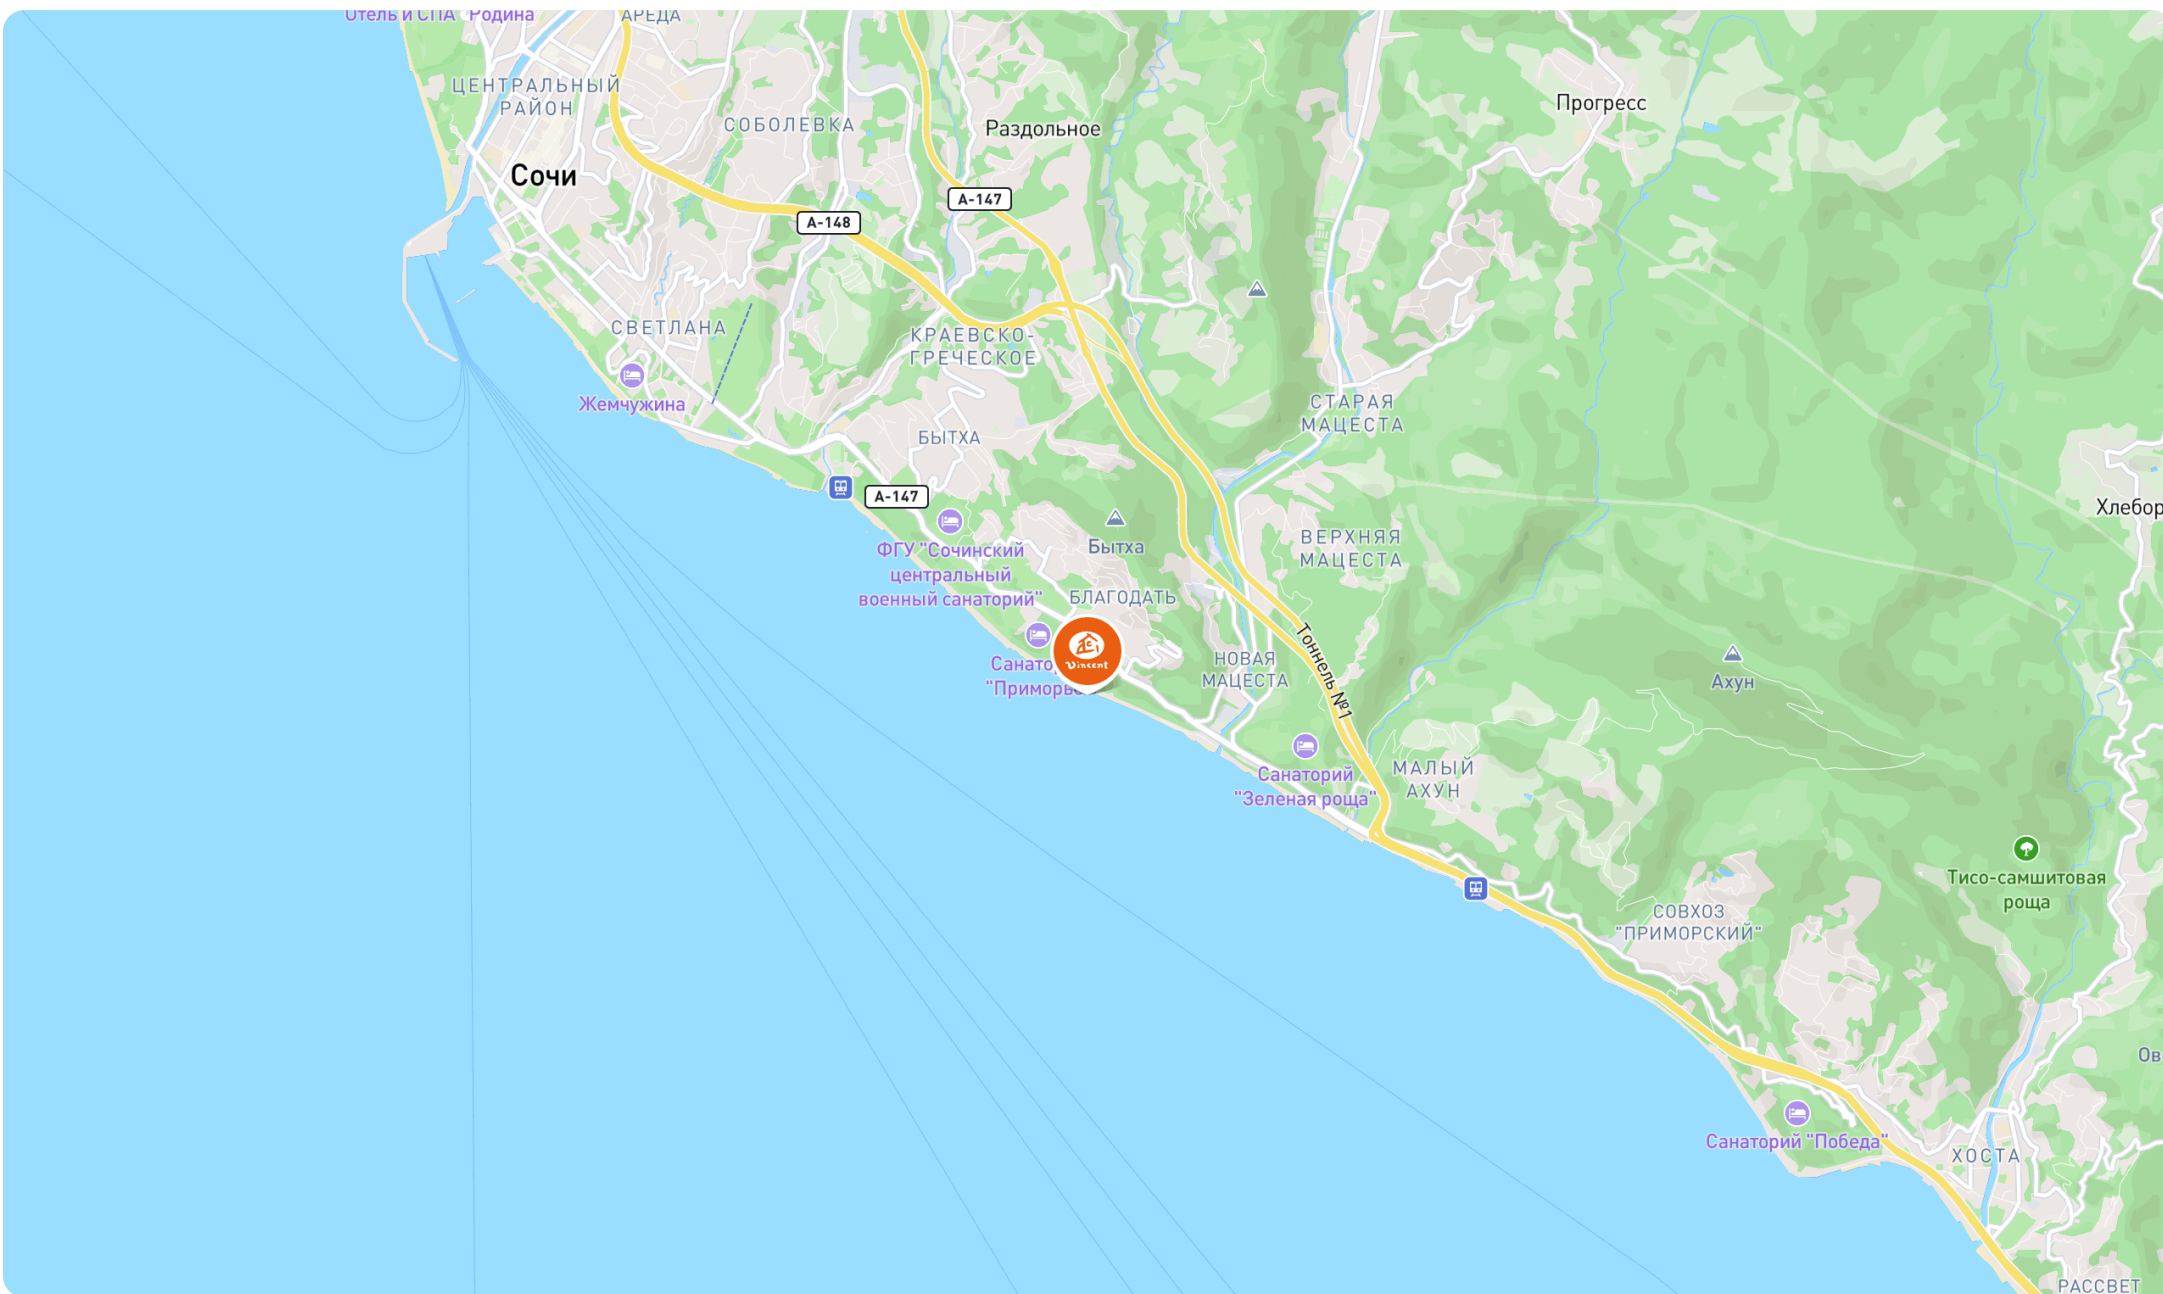 Отель и СПА "Родина
АРЕДА
ЦЕНТРАЛЬНЫЙ
РАЙОН
СОБОЛЕВКА
Раздольное
Прогресс
Сочи
А-147
А-148
СВЕТЛАНА
КРАЕВСКО-
ГРЕЧЕСКОЕ
Жемчужина
СТАРАЯ
МАЦЕСТА
БЫТХА
А-147
Хлебор
ФГУ "Сочинский
центральный
военный санаторий"
Бытха
ВЕРХНЯЯ
МАЦЕСТА
БЛАГОДАТЬ
Vincent
Санато
"Приморь
НОВАЯ
МАЦЕСТА
Тоннель №1
Ахун
Санаторий
"Зеленая роща"
МАЛЫЙ
АХУН
Тисо-самшитовая
роща
СОВХОЗ
"ПРИМОРСКИЙ"
Ов
Санаторий "Победа"
ХОСТА
РАССВЕТ